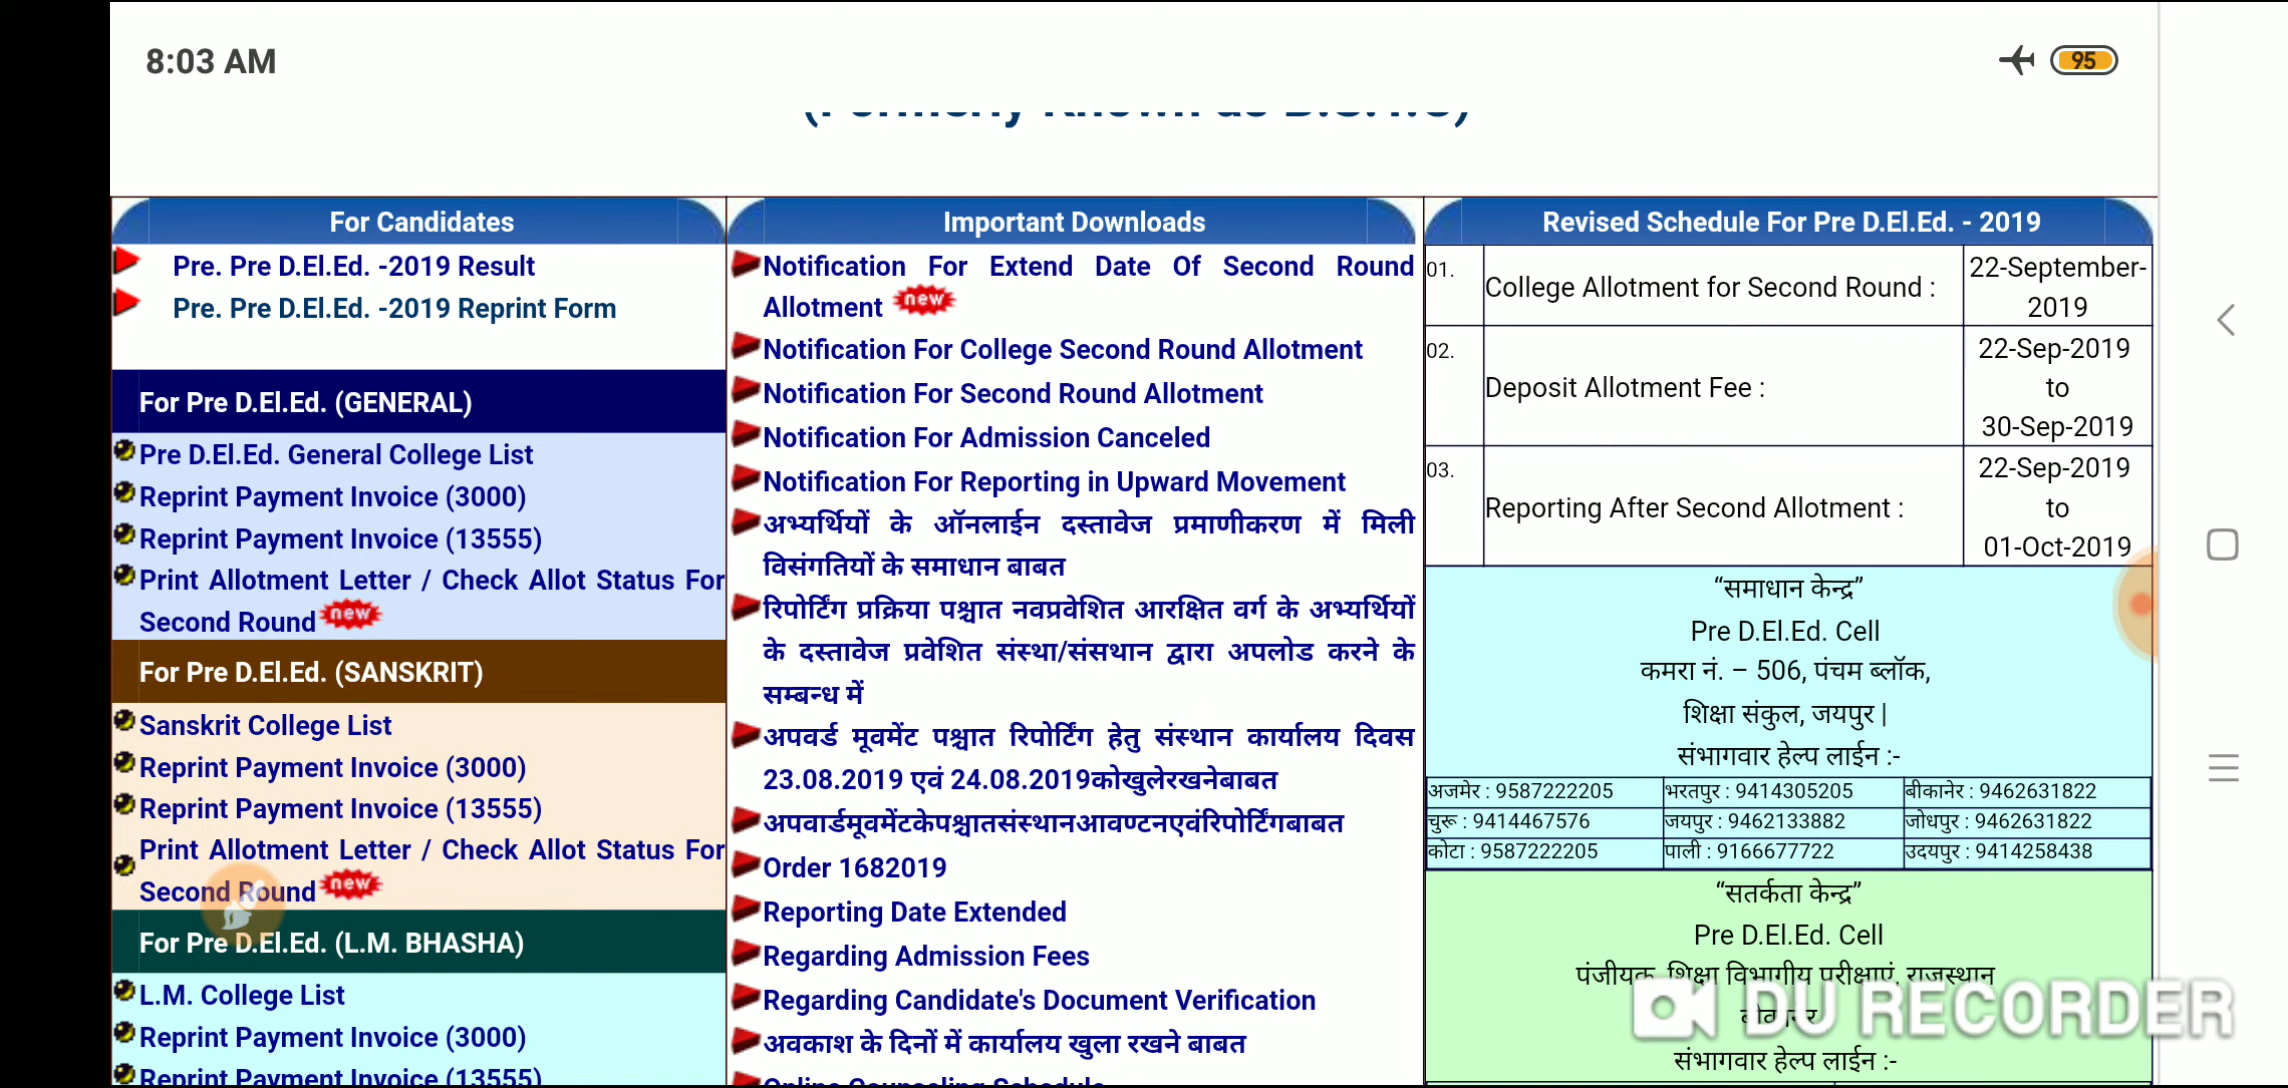 8:03 AM
95
(Formerly Known as B.S.T.C)
For Candidates
Pre. Pre D.El.Ed. -2019 Result
Pre. Pre D.El.Ed. -2019 Reprint Form
For Pre D.El.Ed. (GENERAL)
Pre D.El.Ed. General College List
Reprint Payment Invoice (3000)
Reprint Payment Invoice (13555)
Print Allotment Letter / Check Allot Status For
Second Round new
For Pre D.El.Ed. (SANSKRIT)
Sanskrit College List
Reprint Payment Invoice (3000)
Reprint Payment Invoice (13555)
Print Allotment Letter / Check Allot Status For
Second Round new
For Pre D.El.Ed. (L.M. BHASHA)
L.M. College List
Reprint Payment Invoice (3000)
Reprint Payment Invoice (13555)
Important Downloads
Notification For Extend Date Of Second Round
Allotment new
Notification For College Second Round Allotment
Notification For Second Round Allotment
Notification For Admission Canceled
Notification For Reporting in Upward Movement
अभ्यर्थियों के ऑनलाईन दस्तावेज प्रमाणीकरण में मिली
विसंगतियों के समाधान बाबत
रिपोर्टिंग प्रक्रिया पश्चात नवप्रवेशित आरक्षित वर्ग के अभ्यर्थियों
के दस्तावेज प्रवेशित संस्था/संसथान द्वारा अपलोड करने के
सम्बन्ध में
अपवर्ड मूवमेंट पश्चात रिपोर्टिंग हेतु संस्थान कार्यालय दिवस
23.08.2019 एवं 24.08.2019कोखुलेरखनेबाबत
अपवार्डमूवमेंटकेपश्चातसंस्थानआवण्टनएवंरिपोर्टिंगबाबत
Order 1682019
Reporting Date Extended
Regarding Admission Fees
Regarding Candidate's Document Verification
अवकाश के दिनों में कार्यालय खुला रखने बाबत
Online Counseling Schedule
Revised Schedule For Pre D.El.Ed. - 2019
01. College Allotment for Second Round : 22-September-
2019
02. Deposit Allotment Fee : 22-Sep-2019
to
30-Sep-2019
03. Reporting After Second Allotment : 22-Sep-2019
to
01-Oct-2019
“समाधान केन्द्र”
Pre D.El.Ed. Cell
कमरा नं. – 506, पंचम ब्लॉक,
शिक्षा संकुल, जयपुर |
संभागवार हेल्प लाईन :-
अजमेर : 9587222205 भरतपुर : 9414305205 बीकानेर : 9462631822
चुरू : 9414467576 जयपुर : 9462133882 जोधपुर : 9462631822
कोटा : 9587222205 पाली : 9166677722 उदयपुर : 9414258438
“सतर्कता केन्द्र”
Pre D.El.Ed. Cell
पंजीयक, शिक्षा विभागीय परीक्षाएं, राजस्थान
बीकानेर
संभागवार हेल्प लाईन :-
DU RECORDER